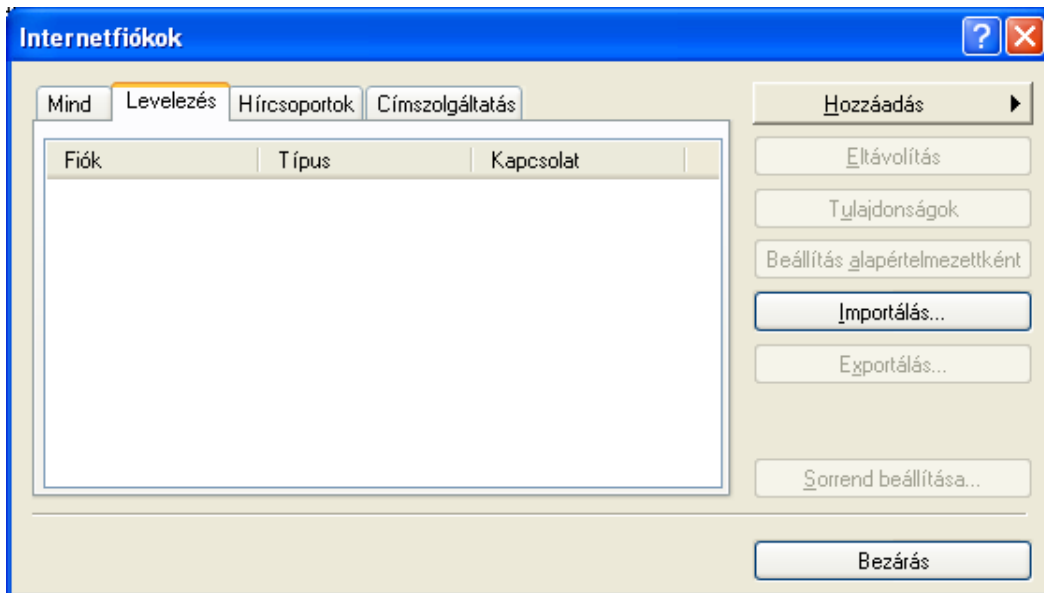 Internetfiókok
Mind Levelezés Hírcsoportok Címszolgáltatás
Fiók Típus Kapcsolat
Hozzáadás
Eltávolítás
Tulajdonságok
Beállítás alapértelmezettként
Importálás...
Exportálás...
Sorrend beállítása...
Bezárás